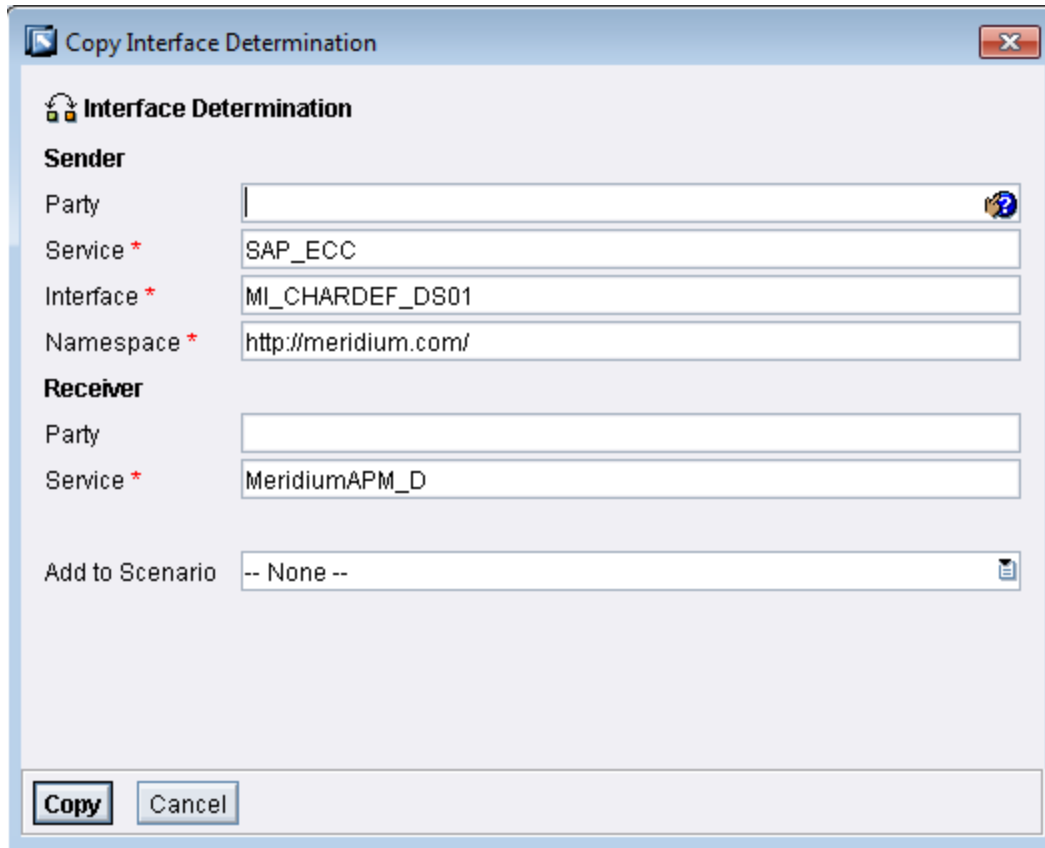 Copy Interface Determination
Interface Determination
Sender
Party
Service * SAP_ECC
Interface * MI_CHARDEF_DS01
Namespace * http://meridium.com/
Receiver
Party
Service * MeridiumAPM_D
Add to Scenario -- None --
Copy Cancel